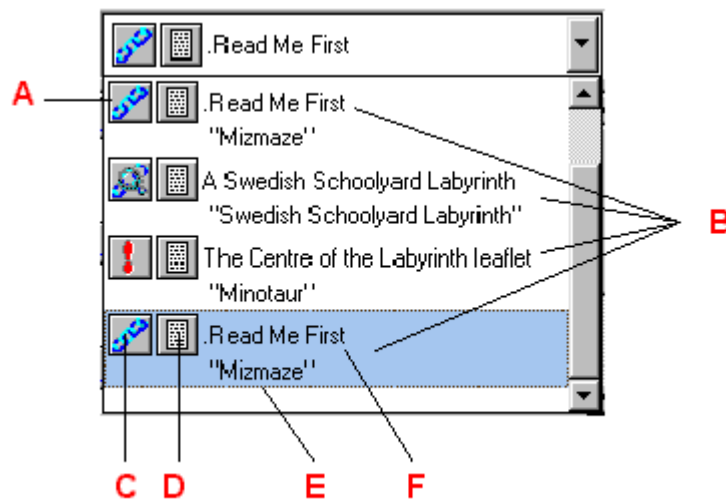 .Read Me First
A
.Read Me First
"Mizmaze"
A Swedish Schoolyard Labyrinth
"Swedish Schoolyard Labyrinth"
B
The Centre of the Labyrinth leaflet
"Minotaur"
.Read Me First
"Mizmaze"
C D E F